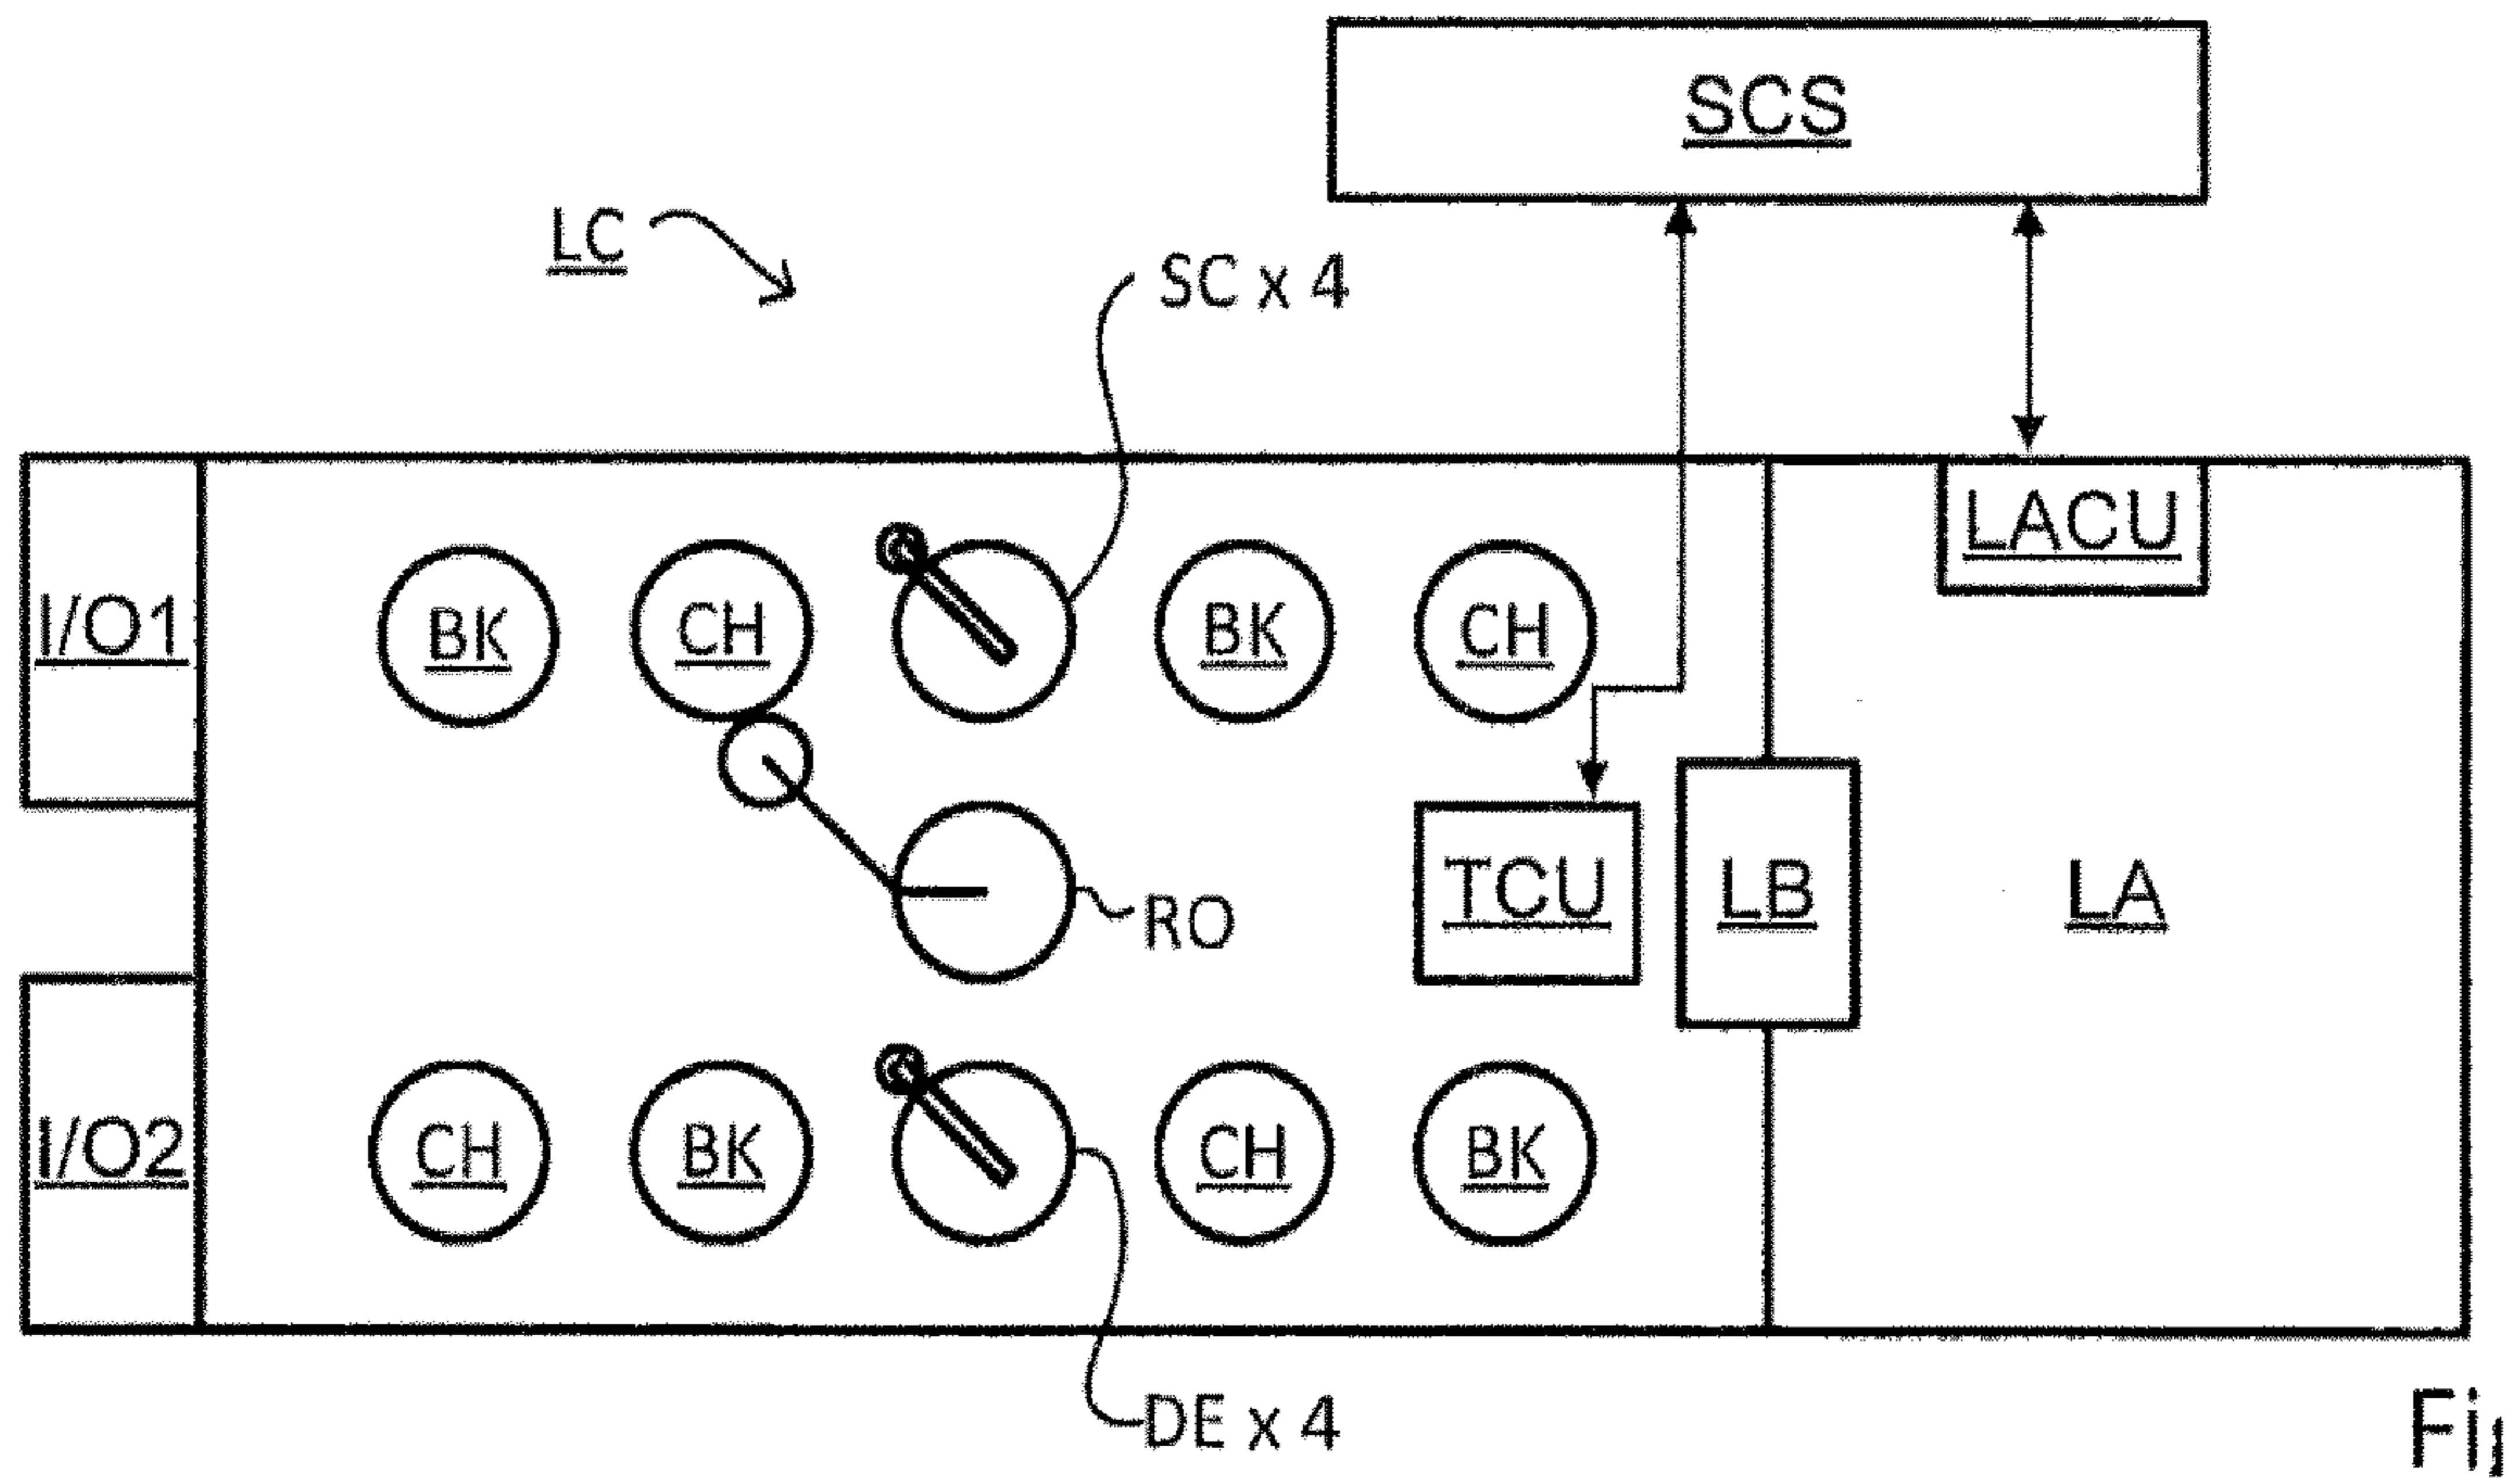 SCS
LC
SC x 4
LACU
I/O1
BK
CH
BK
CH
TCU
LB
LA
RO
I/O2
CH
BK
CH
BK
DE x 4